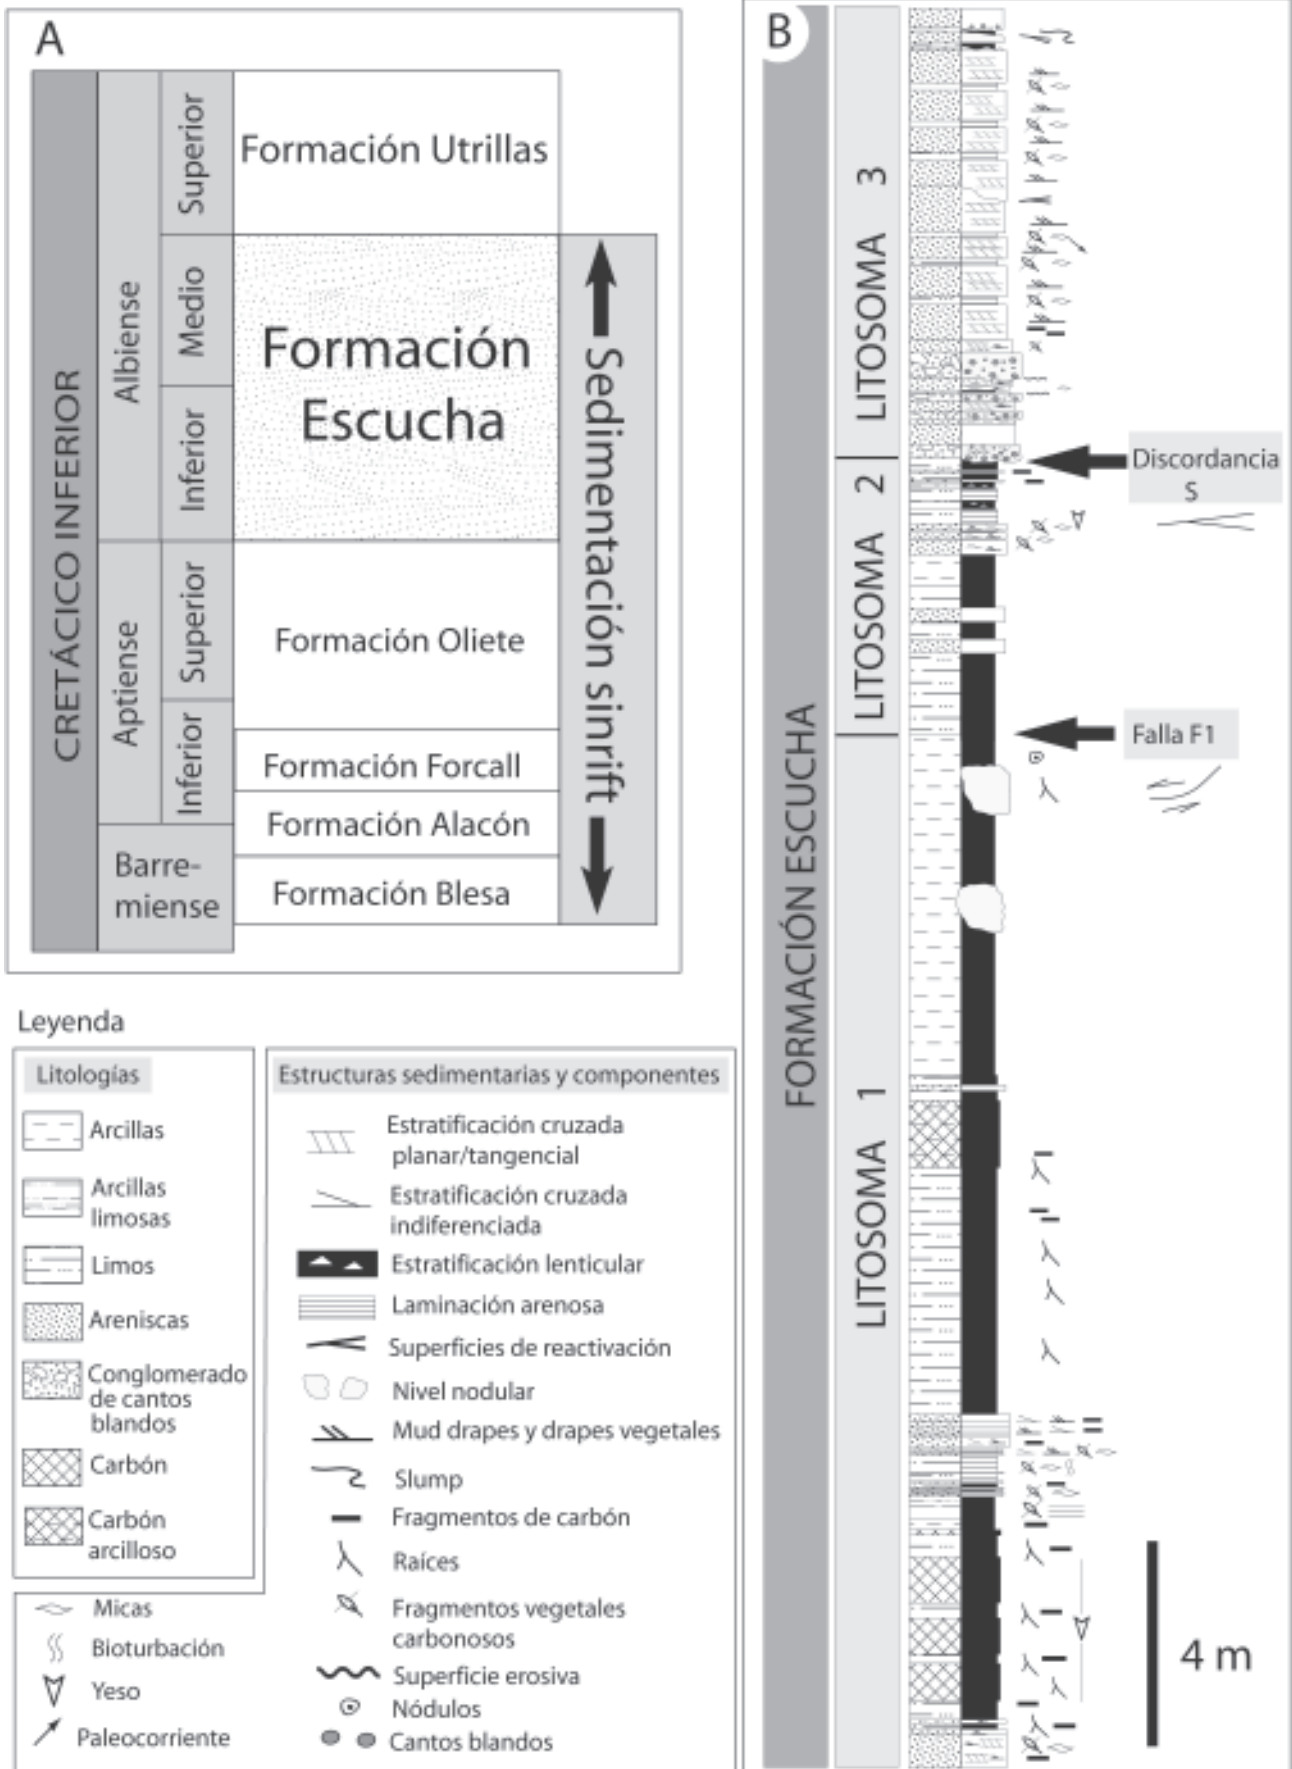 A
CRETÁCICO INFERIOR
Albiense
Superior
Medio
Inferior
Aptiense
Superior
Inferior
Barre-
miense
Formación Utrillas
Formación
Escucha
Formación Oliete
Formación Forcall
Formación Alacón
Formación Blesa
Sedimentación sinrift
B
FORMACIÓN ESCUCHA
LITOSOMA 3
LITOSOMA 2
LITOSOMA 1
Discordancia
S
Falla F1
4 m
Leyenda
Litologías
Arcillas
Arcillas
limosas
Limos
Areniscas
Conglomerado
de cantos
blandos
Carbón
Carbón
arcilloso
Micas
Bioturbación
Yeso
Paleocorriente
Estructuras sedimentarias y componentes
Estratificación cruzada
planar/tangencial
Estratificación cruzada
indiferenciada
Estratificación lenticular
Laminación arenosa
Superficies de reactivación
Nivel nodular
Mud drapes y drapes vegetales
Slump
Fragmentos de carbón
Raíces
Fragmentos vegetales
carbonosos
Superficie erosiva
Nódulos
Cantos blandos